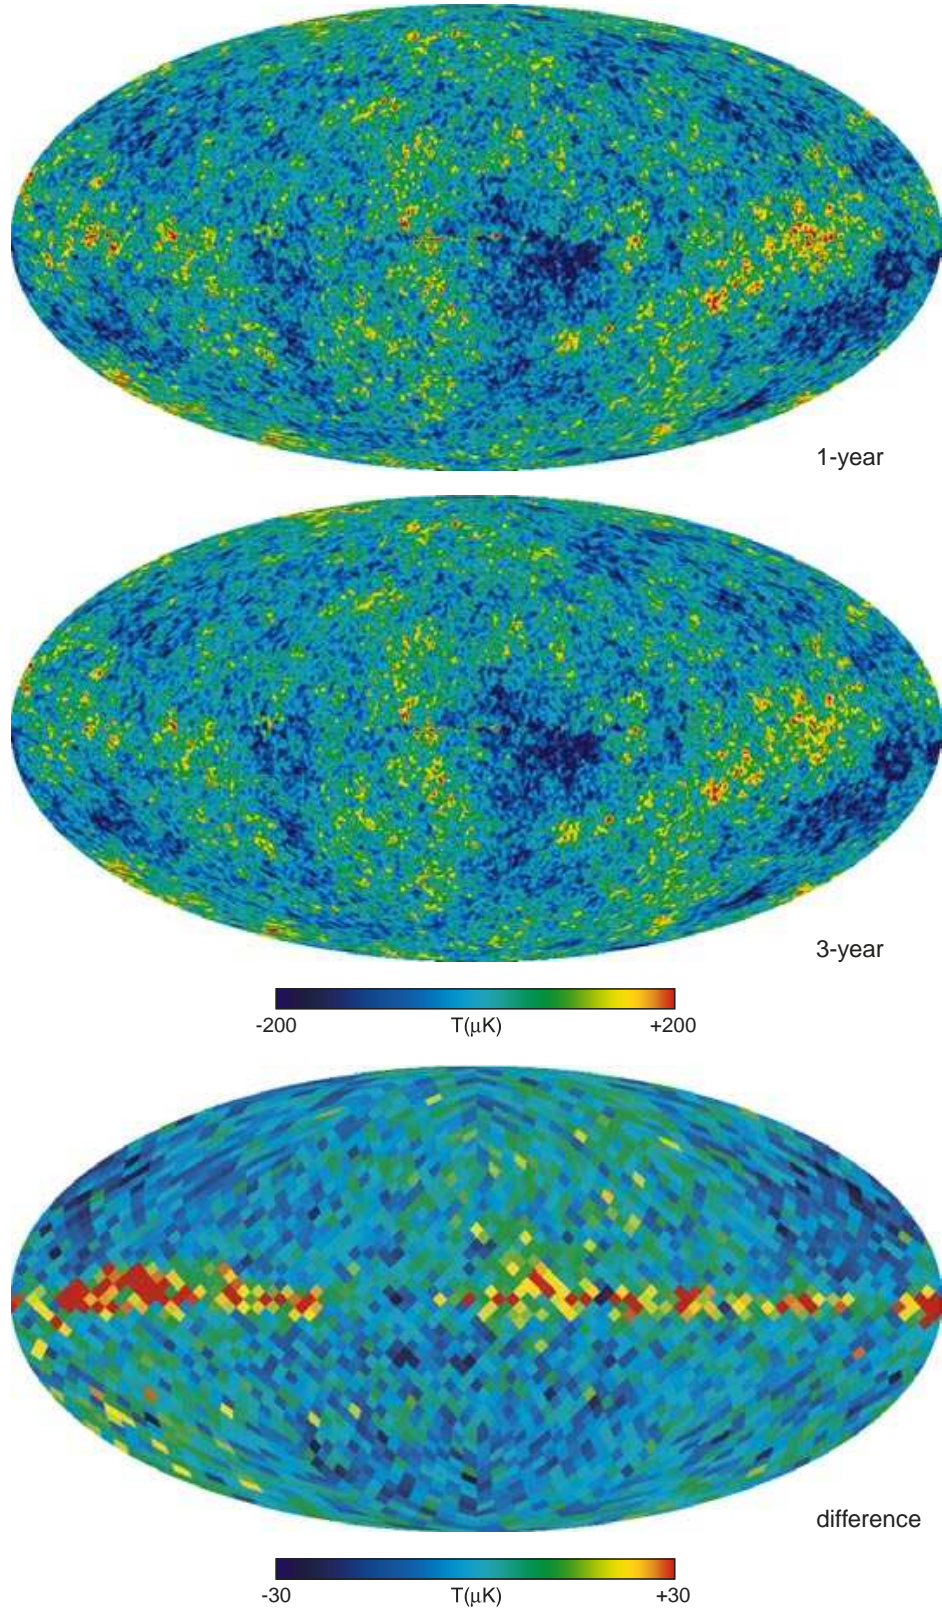 1-year
3-year
-200 T(μK) +200
difference
-30 T(μK) +30